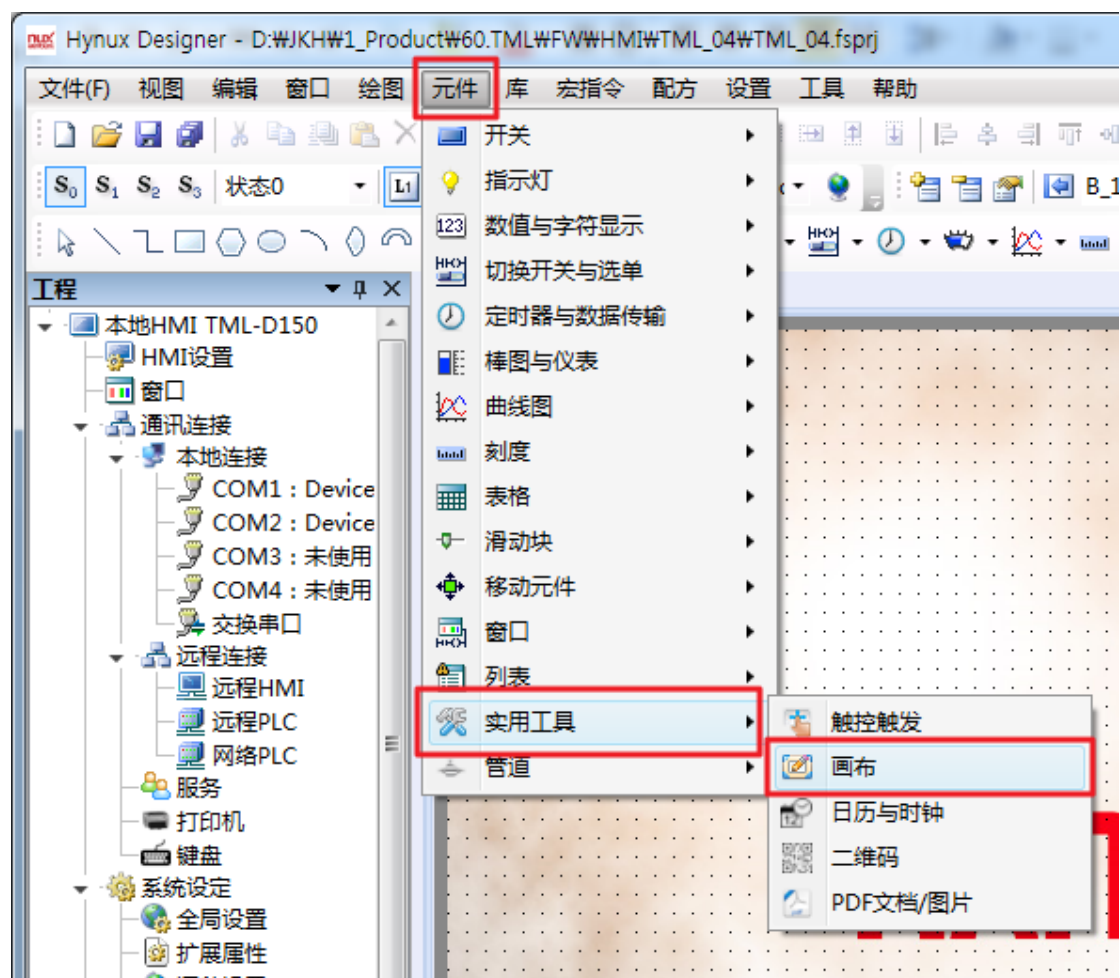 Hynux Designer - D:₩JKH₩1_Product₩60.TML₩FW₩HMI₩TML_04₩TML_04.fsprj
文件(F) 视图 编辑 窗口 绘图 元件 库 宏指令 配方 设置 工具 帮助
S0 S1 S2 S3 状态0 L1 B_1
工程
本地HMI TML-D150
HMI设置
窗口
通讯连接
本地连接
COM1 : Device
COM2 : Device
COM3 : 未使用
COM4 : 未使用
交换串口
远程连接
远程HMI
远程PLC
网络PLC
服务
打印机
键盘
系统设定
全局设置
扩展属性
开关
指示灯
123 数值与字符显示
切换开关与选单
定时器与数据传输
棒图与仪表
曲线图
刻度
表格
滑动块
移动元件
窗口
列表
实用工具
管道
触控触发
画布
12 日历与时钟
二维码
PDF文档/图片